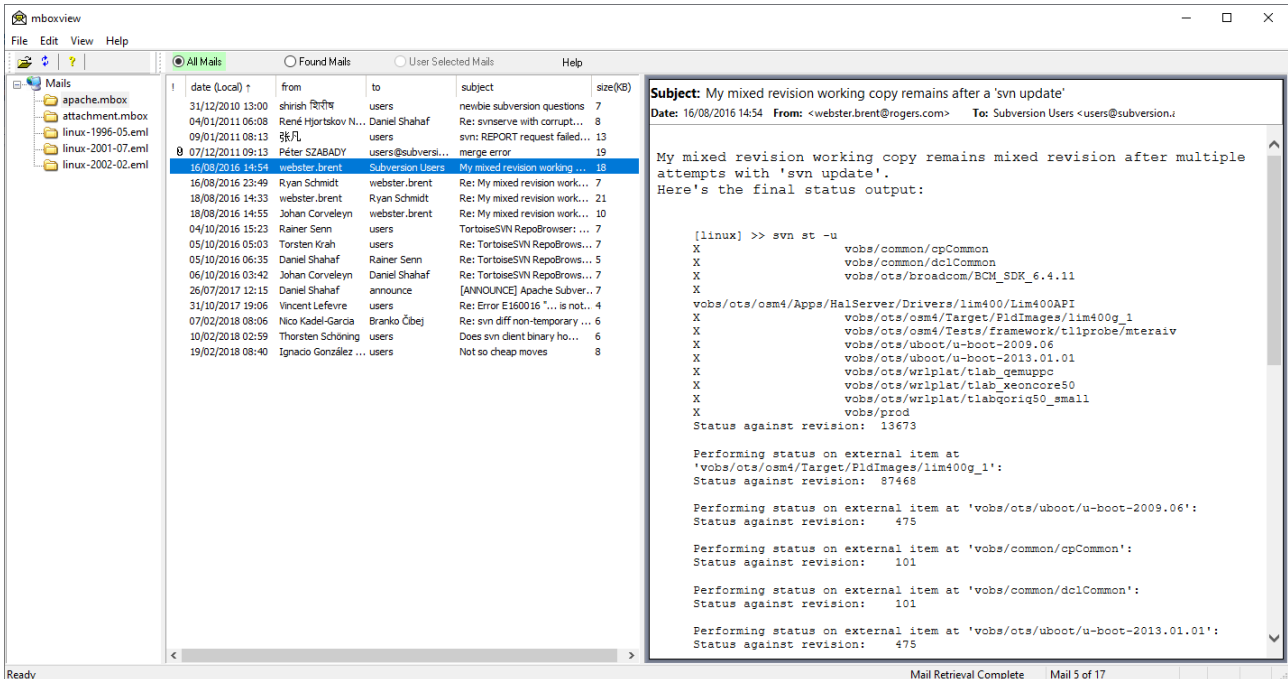 mboxview
File Edit View Help
? All Mails Found Mails User Selected Mails Help
Mails
apache.mbox
attachment.mbox
linux-1996-05.eml
linux-2001-07.eml
linux-2002-02.eml
! date (Local) ↑ from to subject size(KB)
31/12/2010 13:00 shirish शिरीष users newbie subversion questions 7
04/01/2011 06:08 René Hjortskov N... Daniel Shahaf Re: svnserve with corrupt... 8
09/01/2011 08:13 张凡 users svn: REPORT request failed... 13
07/12/2011 09:13 Péter SZABADY users@subversi... merge error 19
16/08/2016 14:54 webster.brent Subversion Users My mixed revision working ... 18
16/08/2016 23:49 Ryan Schmidt webster.brent Re: My mixed revision work... 7
18/08/2016 14:33 webster.brent Ryan Schmidt Re: My mixed revision work... 21
18/08/2016 14:55 Johan Corveleyn webster.brent Re: My mixed revision work... 10
04/10/2016 15:23 Rainer Senn users TortoiseSVN RepoBrowser: ... 7
05/10/2016 05:03 Torsten Krah users Re: TortoiseSVN RepoBrows... 7
05/10/2016 06:35 Daniel Shahaf Rainer Senn Re: TortoiseSVN RepoBrows... 5
06/10/2016 03:42 Johan Corveleyn Daniel Shahaf Re: TortoiseSVN RepoBrows... 7
26/07/2017 12:15 Daniel Shahaf announce [ANNOUNCE] Apache Subver... 7
31/10/2017 19:06 Vincent Lefevre users Re: Error E160016 "... is not... 4
07/02/2018 08:06 Nico Kadel-Garcia Branko Čibej Re: svn diff non-temporary ... 6
10/02/2018 02:59 Thorsten Schöning users Does svn client binary ho... 6
19/02/2018 08:40 Ignacio González ... users Not so cheap moves 8
Subject: My mixed revision working copy remains after a 'svn update'
Date: 16/08/2016 14:54 From: <webster.brent@rogers.com> To: Subversion Users <users@subversion.a
My mixed revision working copy remains mixed revision after multiple
attempts with 'svn update'.
Here's the final status output:
[linux] >> svn st -u
X vobs/common/cpCommon
X vobs/common/dclCommon
X vobs/ots/broadcom/BCM_SDK_6.4.11
X
vobs/ots/osm4/Apps/HalServer/Drivers/lim400/Lim400API
X vobs/ots/osm4/Target/PldImages/lim400g_1
X vobs/ots/osm4/Tests/framework/tl1probe/mteraiv
X vobs/ots/uboot/u-boot-2009.06
X vobs/ots/uboot/u-boot-2013.01.01
X vobs/ots/wrlplat/tlab_qemuppc
X vobs/ots/wrlplat/tlab_xeoncore50
X vobs/ots/wrlplat/tlabqoriq50_small
X vobs/prod
Status against revision: 13673
Performing status on external item at
'vobs/ots/osm4/Target/PldImages/lim400g_1':
Status against revision: 87468
Performing status on external item at 'vobs/ots/uboot/u-boot-2009.06':
Status against revision: 475
Performing status on external item at 'vobs/common/cpCommon':
Status against revision: 101
Performing status on external item at 'vobs/common/dclCommon':
Status against revision: 101
Performing status on external item at 'vobs/ots/uboot/u-boot-2013.01.01':
Status against revision: 475
Ready Mail Retrieval Complete Mail 5 of 17